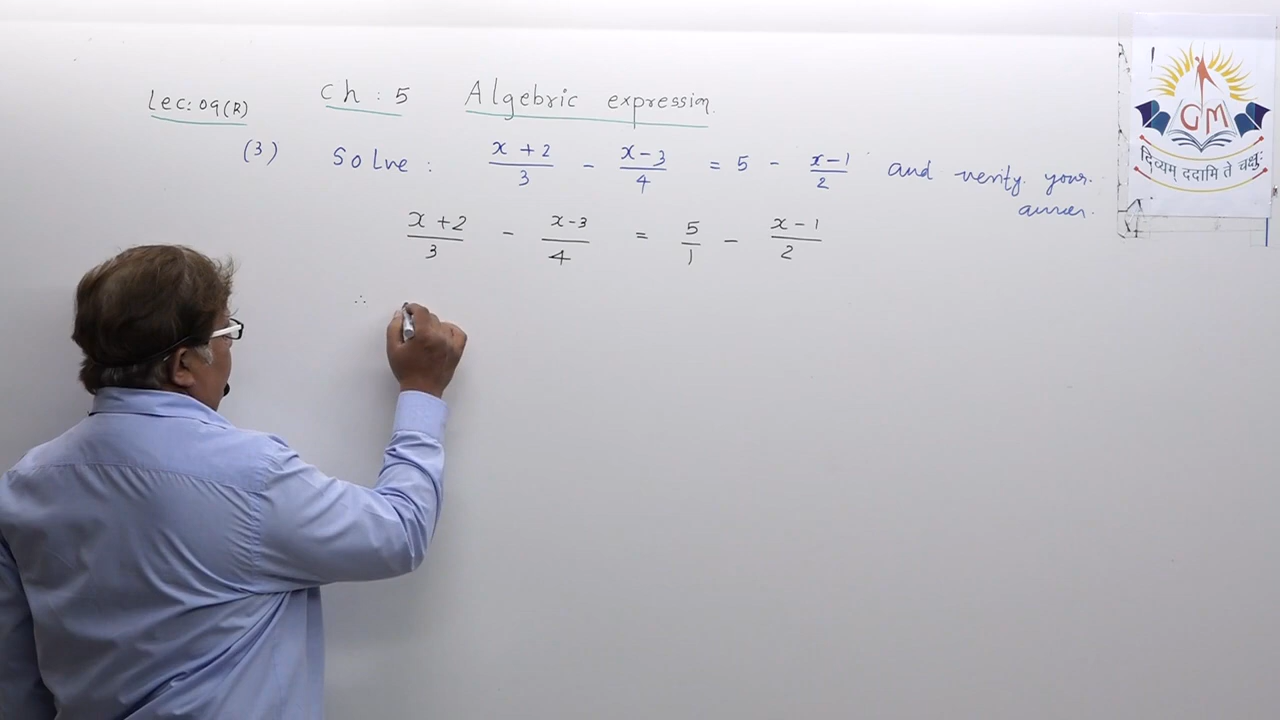 Lec: 09(R) Ch : 5 Algebric expression.
(3) Solve : x + 2 / 3 - x - 3 / 4 = 5 - x - 1 / 2 and verify your
x + 2 / 3 - x - 3 / 4 = 5 / 1 - x - 1 / 2
∴
GM
दिव्यम् ददामि ते चक्षुः